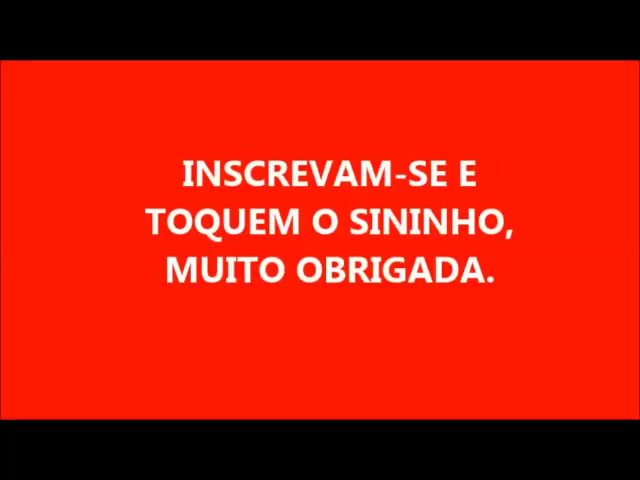 INSCREVAM-SE E
TOQUEM O SININHO,
MUITO OBRIGADA.